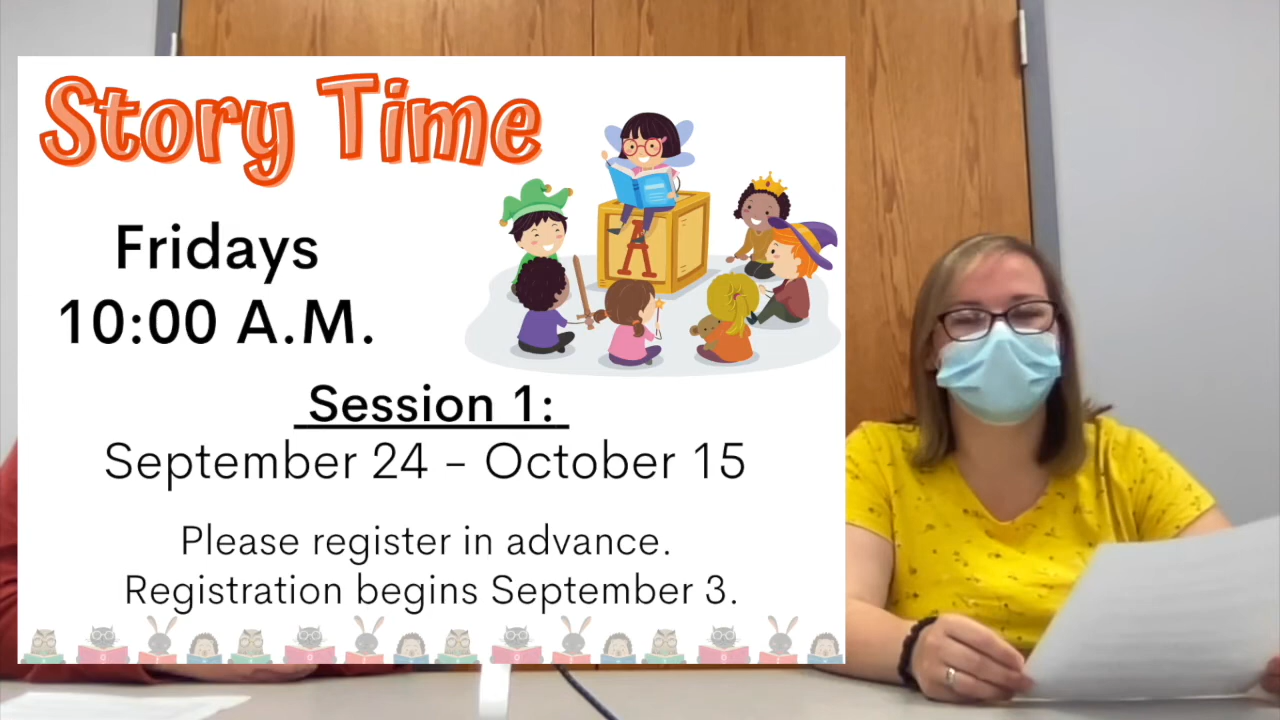 Story Time
Fridays
10:00 A.M.
A
Session 1:
September 24 - October 15
Please register in advance.
Registration begins September 3.